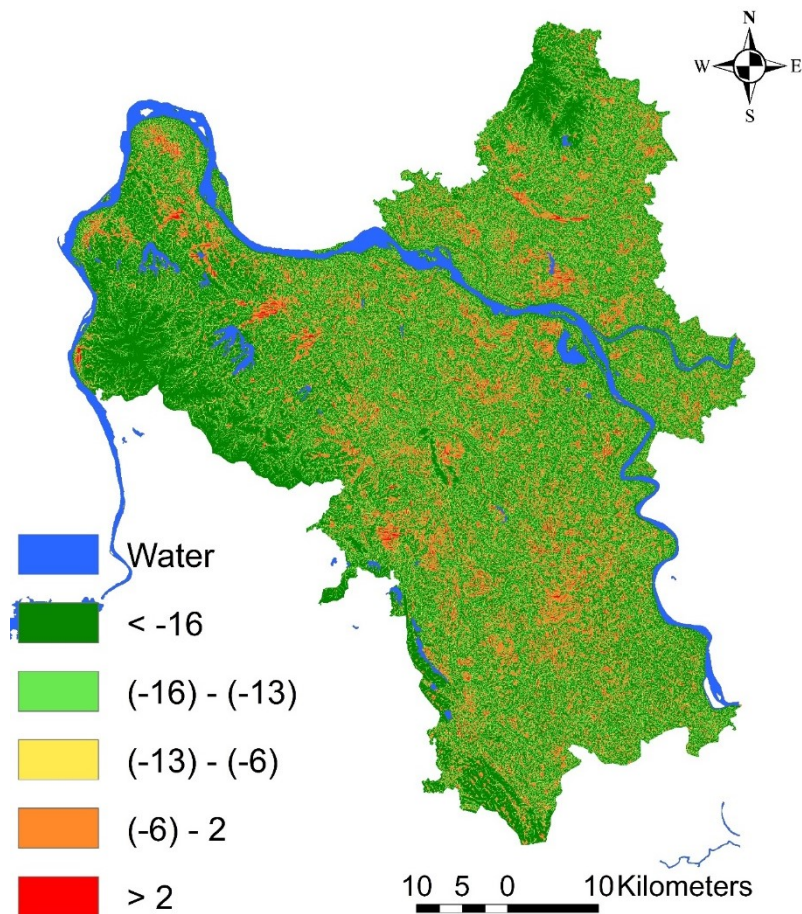 N
W E
S
Water
< -16
(-16) - (-13)
(-13) - (-6)
(-6) - 2
> 2
10 5 0 10 Kilometers